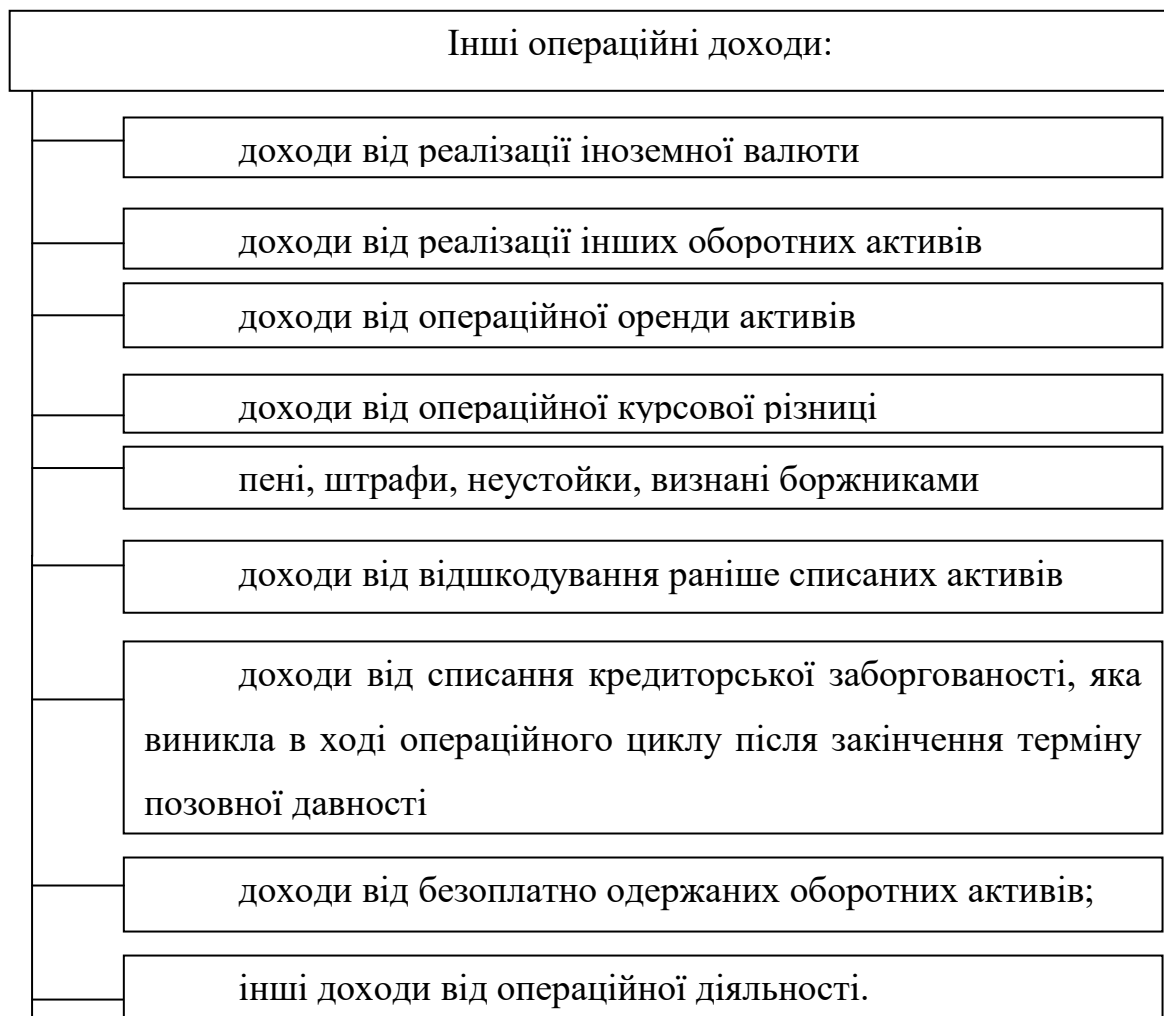 Інші операційні доходи:
доходи від реалізації іноземної валюти
доходи від реалізації інших оборотних активів
доходи від операційної оренди активів
доходи від операційної курсової різниці
пені, штрафи, неустойки, визнані боржниками
доходи від відшкодування раніше списаних активів
доходи від списання кредиторської заборгованості, яка
виникла в ході операційного циклу після закінчення терміну
позовної давності
доходи від безоплатно одержаних оборотних активів;
інші доходи від операційної діяльності.